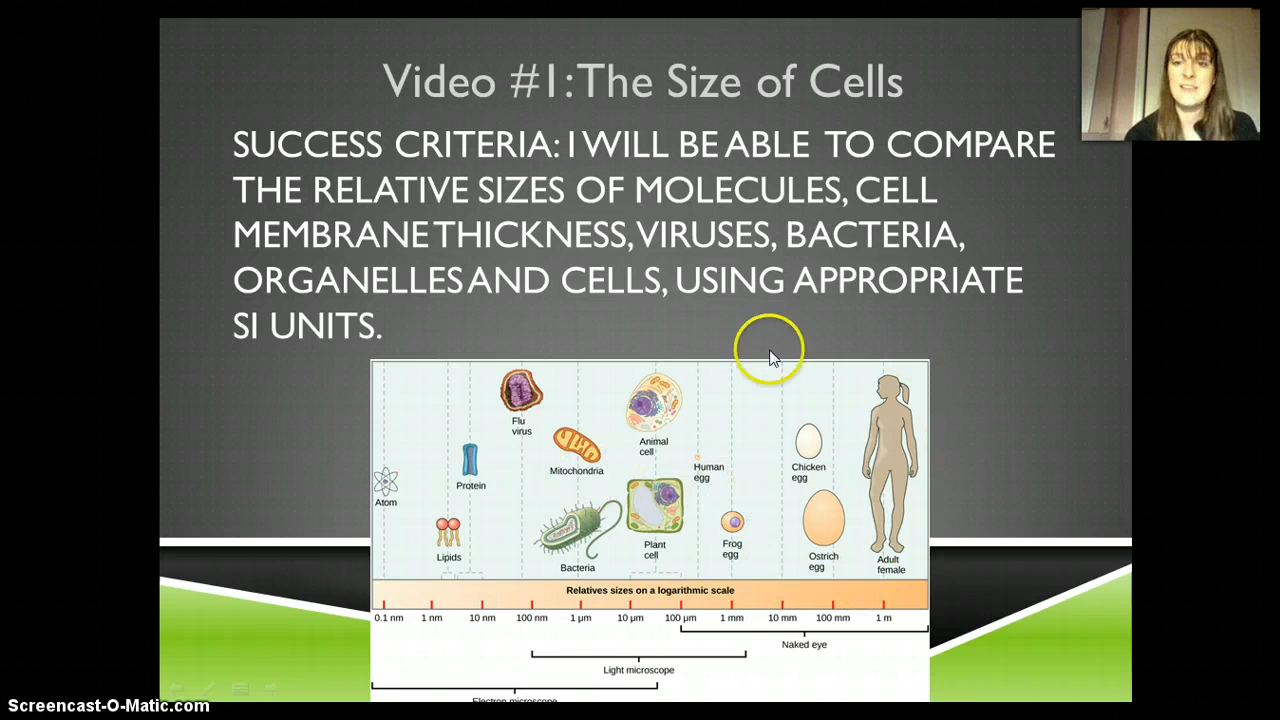 Video #1: The Size of Cells
SUCCESS CRITERIA: I WILL BE ABLE TO COMPARE
THE RELATIVE SIZES OF MOLECULES, CELL
MEMBRANE THICKNESS, VIRUSES, BACTERIA,
ORGANELLES AND CELLS, USING APPROPRIATE
SI UNITS.
Flu
virus
Animal
cell
Mitochondria
Human
egg
Chicken
egg
Protein
Atom
Lipids
Bacteria
Plant
cell
Frog
egg
Ostrich
egg
Adult
female
Relatives sizes on a logarithmic scale
0.1 nm 1 nm 10 nm 100 nm 1 µm 10 µm 100 µm 1 mm 10 mm 100 mm 1 m
Naked eye
Light microscope
Electron microscope
Screencast-O-Matic.com